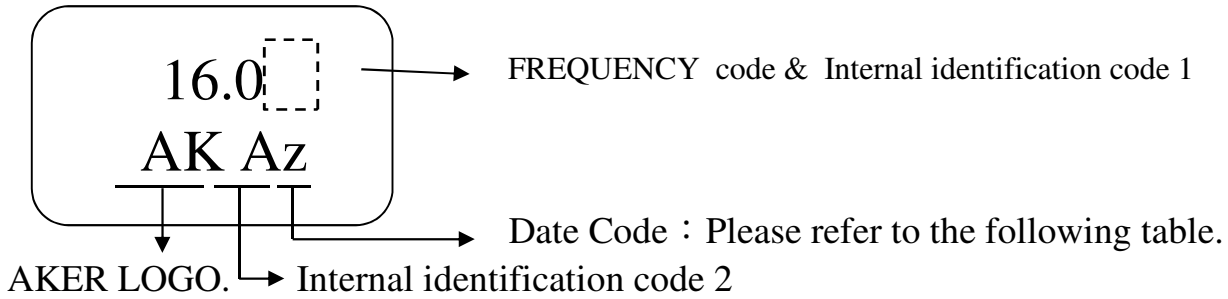 16.0
FREQUENCY code & Internal identification code 1
AK Az
Date Code：Please refer to the following table.
AKER LOGO.
Internal identification code 2